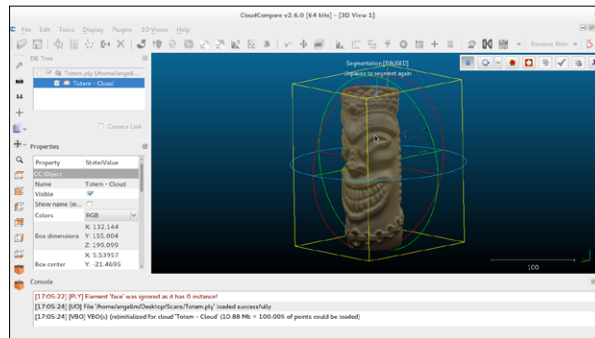 CloudCompare v2.6.0 [64 bits] - [3D View 1]
File Edit Tools Display Plugins 3D Views Help
Remove filter
DB Tree
Totem.ply (/home/angelm...
Totem - Cloud
Camera Link
Properties
Property State/Value
CC Object
Name Totem - Cloud
Visible
Show name (in...
Colors RGB
Box dimensions
X: 132.144
Y: 155.004
Z: 199.099
Box center
X: 5.53957
Y: -21.4695
Segmentation [PAUSED]
Unpause to segment again
100
Console
[17:05:22] [PLY] Element 'face' was ignored as it has 0 instance!
[17:05:24] [I/O] File '/home/angelm/Desktop/Scans/Totem.ply' loaded successfully
[17:05:24] [VBO] VBO(s) (re)initialized for cloud 'Totem - Cloud' (10.88 Mb = 100.00% of points could be loaded)